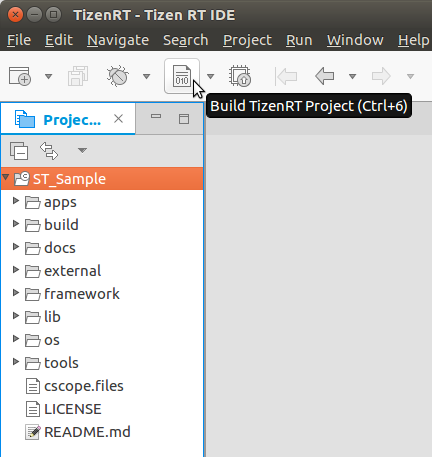 TizenRT - Tizen RT IDE
File Edit Navigate Search Project Run Window Help
010
Build TizenRT Project (Ctrl+6)
Projec...
ST_Sample
apps
build
docs
external
framework
lib
os
tools
cscope.files
LICENSE
README.md